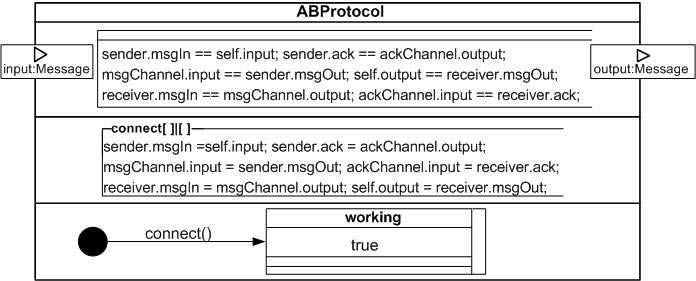 ABProtocol
input:Message
output:Message
sender.msgIn == self.input; sender.ack == ackChannel.output;
msgChannel.input == sender.msgOut; self.output == receiver.msgOut;
receiver.msgIn == msgChannel.output; ackChannel.input == receiver.ack;
connect[ ]|[ ]
sender.msgIn =self.input; sender.ack = ackChannel.output;
msgChannel.input = sender.msgOut; ackChannel.input = receiver.ack;
receiver.msgIn = msgChannel.output; self.output = receiver.msgOut;
connect()
working
true